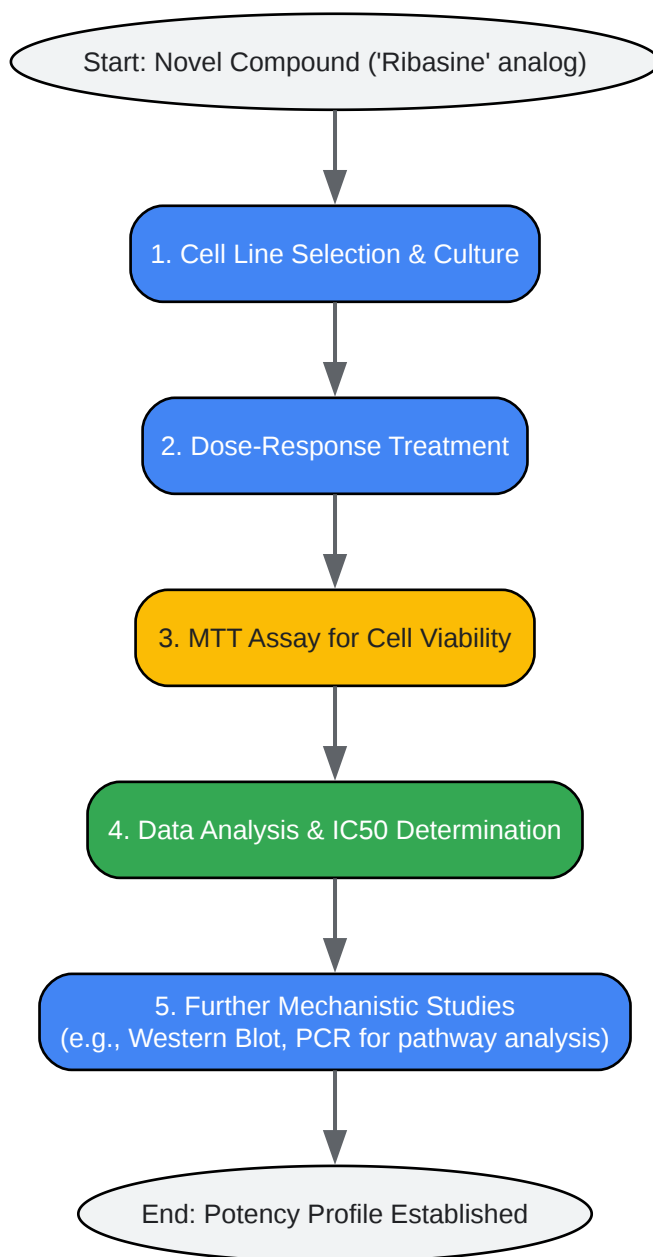 Start: Novel Compound ('Ribasine' analog)
1. Cell Line Selection & Culture
2. Dose-Response Treatment
3. MTT Assay for Cell Viability
4. Data Analysis & IC50 Determination
5. Further Mechanistic Studies
(e.g., Western Blot, PCR for pathway analysis)
End: Potency Profile Established